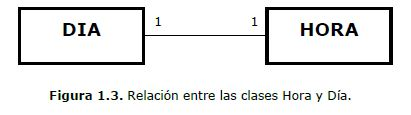 DIA 1 1 HORA
Figura 1.3. Relación entre las clases Hora y Día.